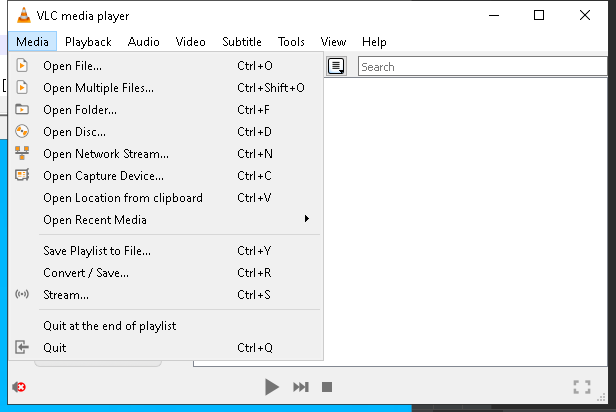 VLC media player
Media Playback Audio Video Subtitle Tools View Help
Open File... Ctrl+O
Search
Open Multiple Files... Ctrl+Shift+O
Open Folder... Ctrl+F
Open Disc... Ctrl+D
Open Network Stream... Ctrl+N
Open Capture Device... Ctrl+C
Open Location from clipboard Ctrl+V
Open Recent Media
Save Playlist to File... Ctrl+Y
Convert / Save... Ctrl+R
Stream... Ctrl+S
Quit at the end of playlist
Quit Ctrl+Q